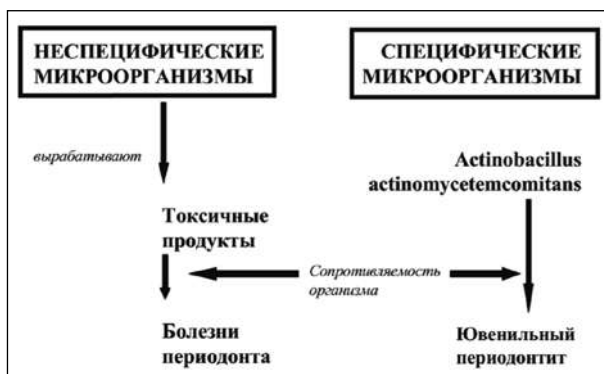 НЕСПЕЦИФИЧЕСКИЕ
МИКРООРГАНИЗМЫ
СПЕЦИФИЧЕСКИЕ
МИКРООРГАНИЗМЫ
вырабатывают
Actinobacillus
actinomycetemcomitans
Токсичные
продукты
Сопротивляемость
организма
Болезни
периодонта
Ювенильный
периодонтит